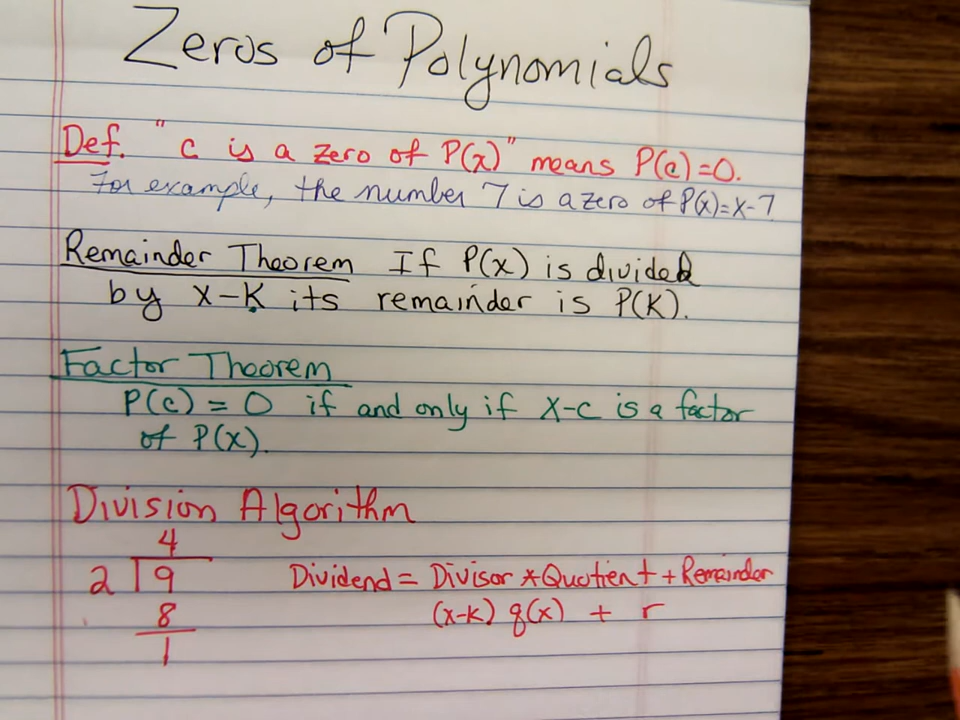 Zeros of Polynomials
Def. "c is a zero of P(x)" means P(c)=0.
For example, the number 7 is a zero of P(x)=x-7
Remainder Theorem If P(x) is divided
by x-K its remainder is P(K).
Factor Theorem
P(c) = 0 if and only if x-c is a factor
of P(x).
Division Algorithm
4
2 9 Dividend = Divisor * Quotient + Remainder
8 (x-k) q(x) + r
1